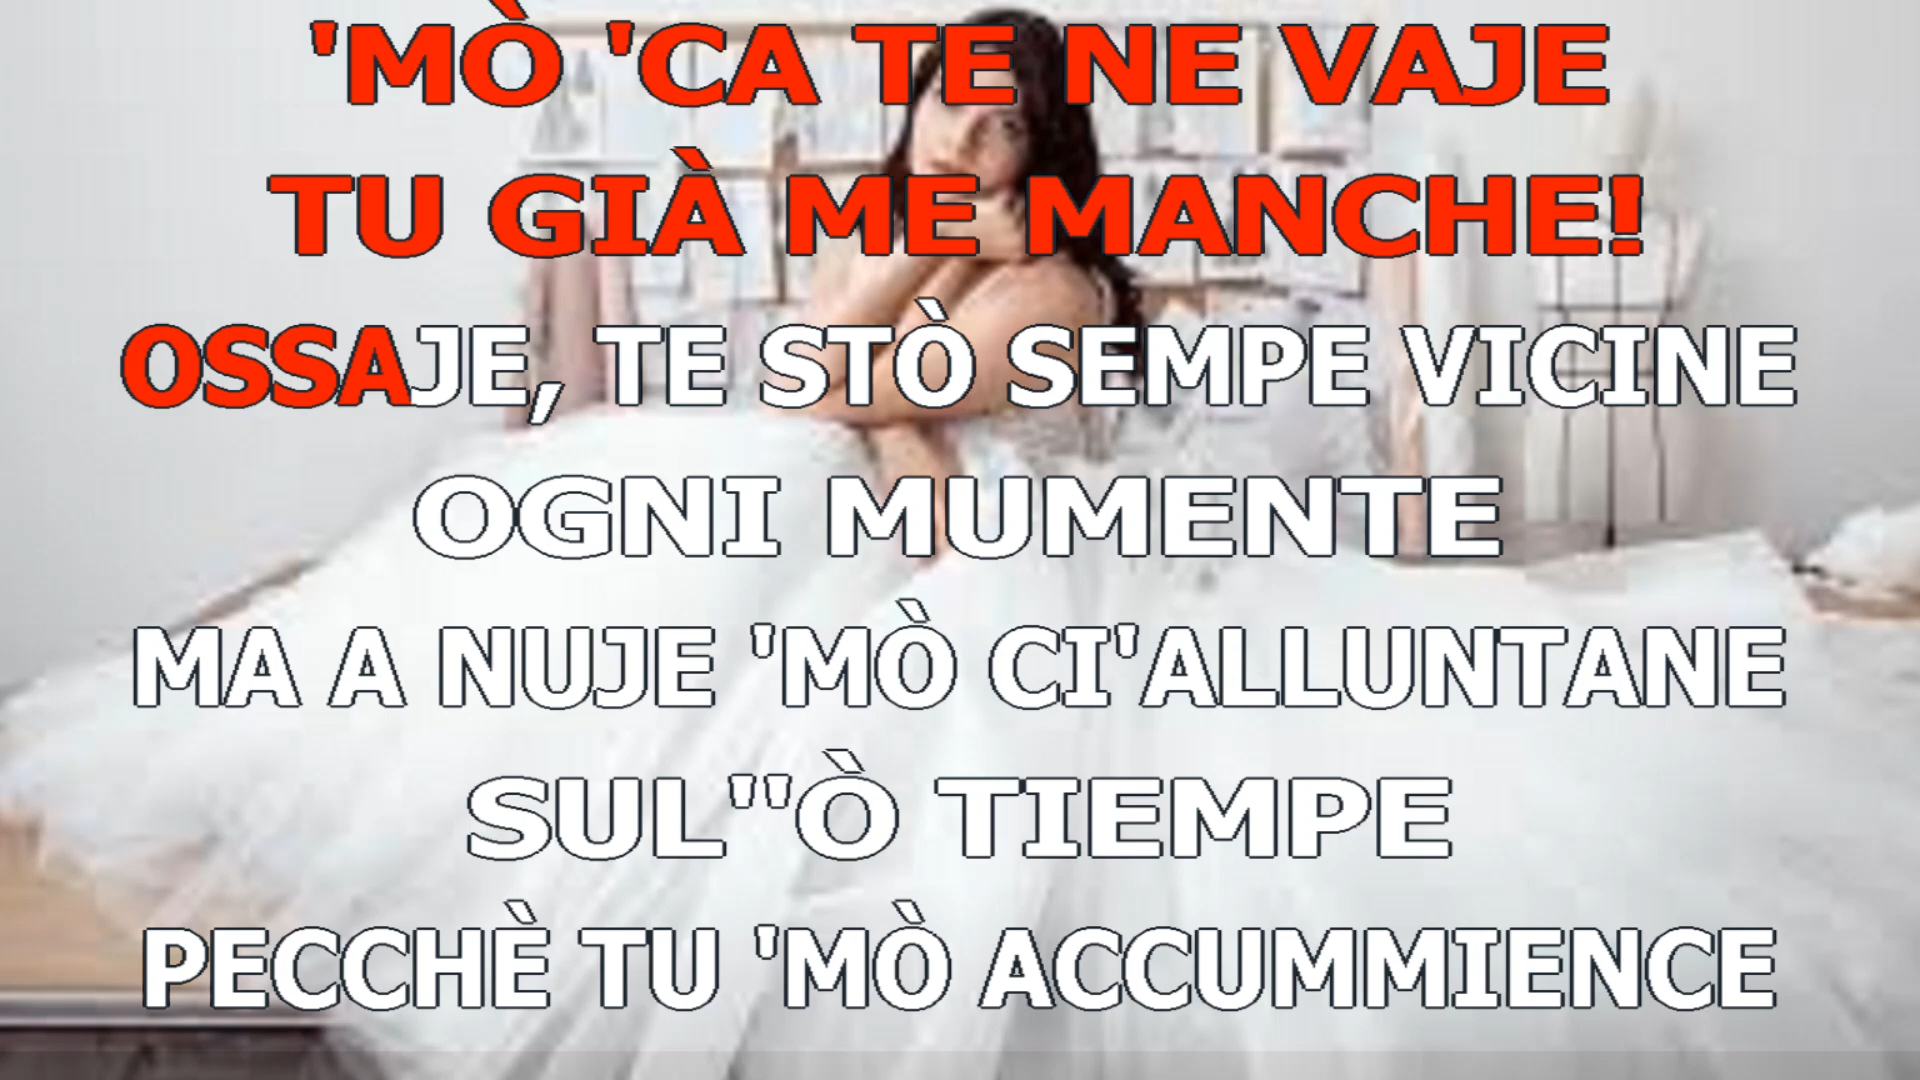 'MÒ 'CA TE NE VAJE
TU GIÀ ME MANCHE!
OSSAJE, TE STÒ SEMPE VICINE
OGNI MUMENTE
MA A NUJE 'MÒ CI'ALLUNTANE
SUL''Ò TIEMPE
PECCHÈ TU 'MÒ ACCUMMIENCE